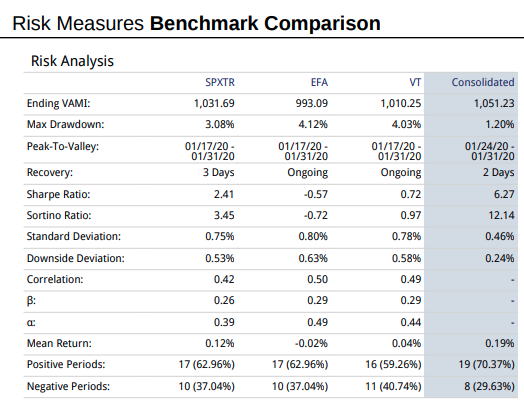 Risk Measures Benchmark Comparison
Risk Analysis
SPXTR EFA VT Consolidated
Ending VAMI: 1,031.69 993.09 1,010.25 1,051.23
Max Drawdown: 3.08% 4.12% 4.03% 1.20%
Peak-To-Valley: 01/17/20 - 01/17/20 - 01/17/20 - 01/24/20 -
01/31/20 01/31/20 01/31/20 01/31/20
Recovery: 3 Days Ongoing Ongoing 2 Days
Sharpe Ratio: 2.41 -0.57 0.72 6.27
Sortino Ratio: 3.45 -0.72 0.97 12.14
Standard Deviation: 0.75% 0.80% 0.78% 0.46%
Downside Deviation: 0.53% 0.63% 0.58% 0.24%
Correlation: 0.42 0.50 0.49 -
β: 0.26 0.29 0.29 -
α: 0.39 0.49 0.44 -
Mean Return: 0.12% -0.02% 0.04% 0.19%
Positive Periods: 17 (62.96%) 17 (62.96%) 16 (59.26%) 19 (70.37%)
Negative Periods: 10 (37.04%) 10 (37.04%) 11 (40.74%) 8 (29.63%)